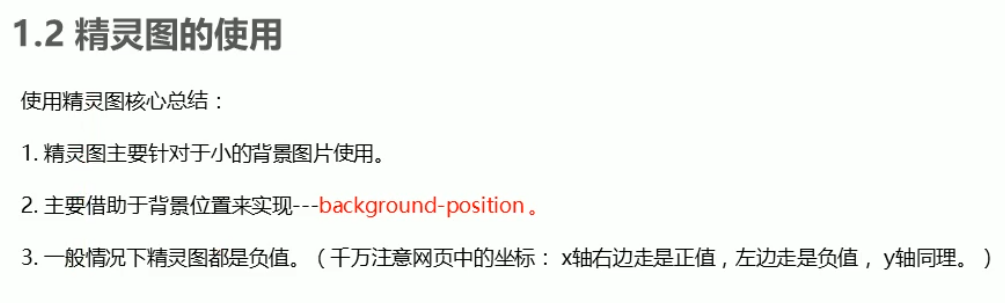 1.2 精灵图的使用
使用精灵图核心总结：
1. 精灵图主要针对于小的背景图片使用。
2. 主要借助于背景位置来实现---background-position 。
3. 一般情况下精灵图都是负值。（千万注意网页中的坐标： x轴右边走是正值，左边走是负值， y轴同理。）